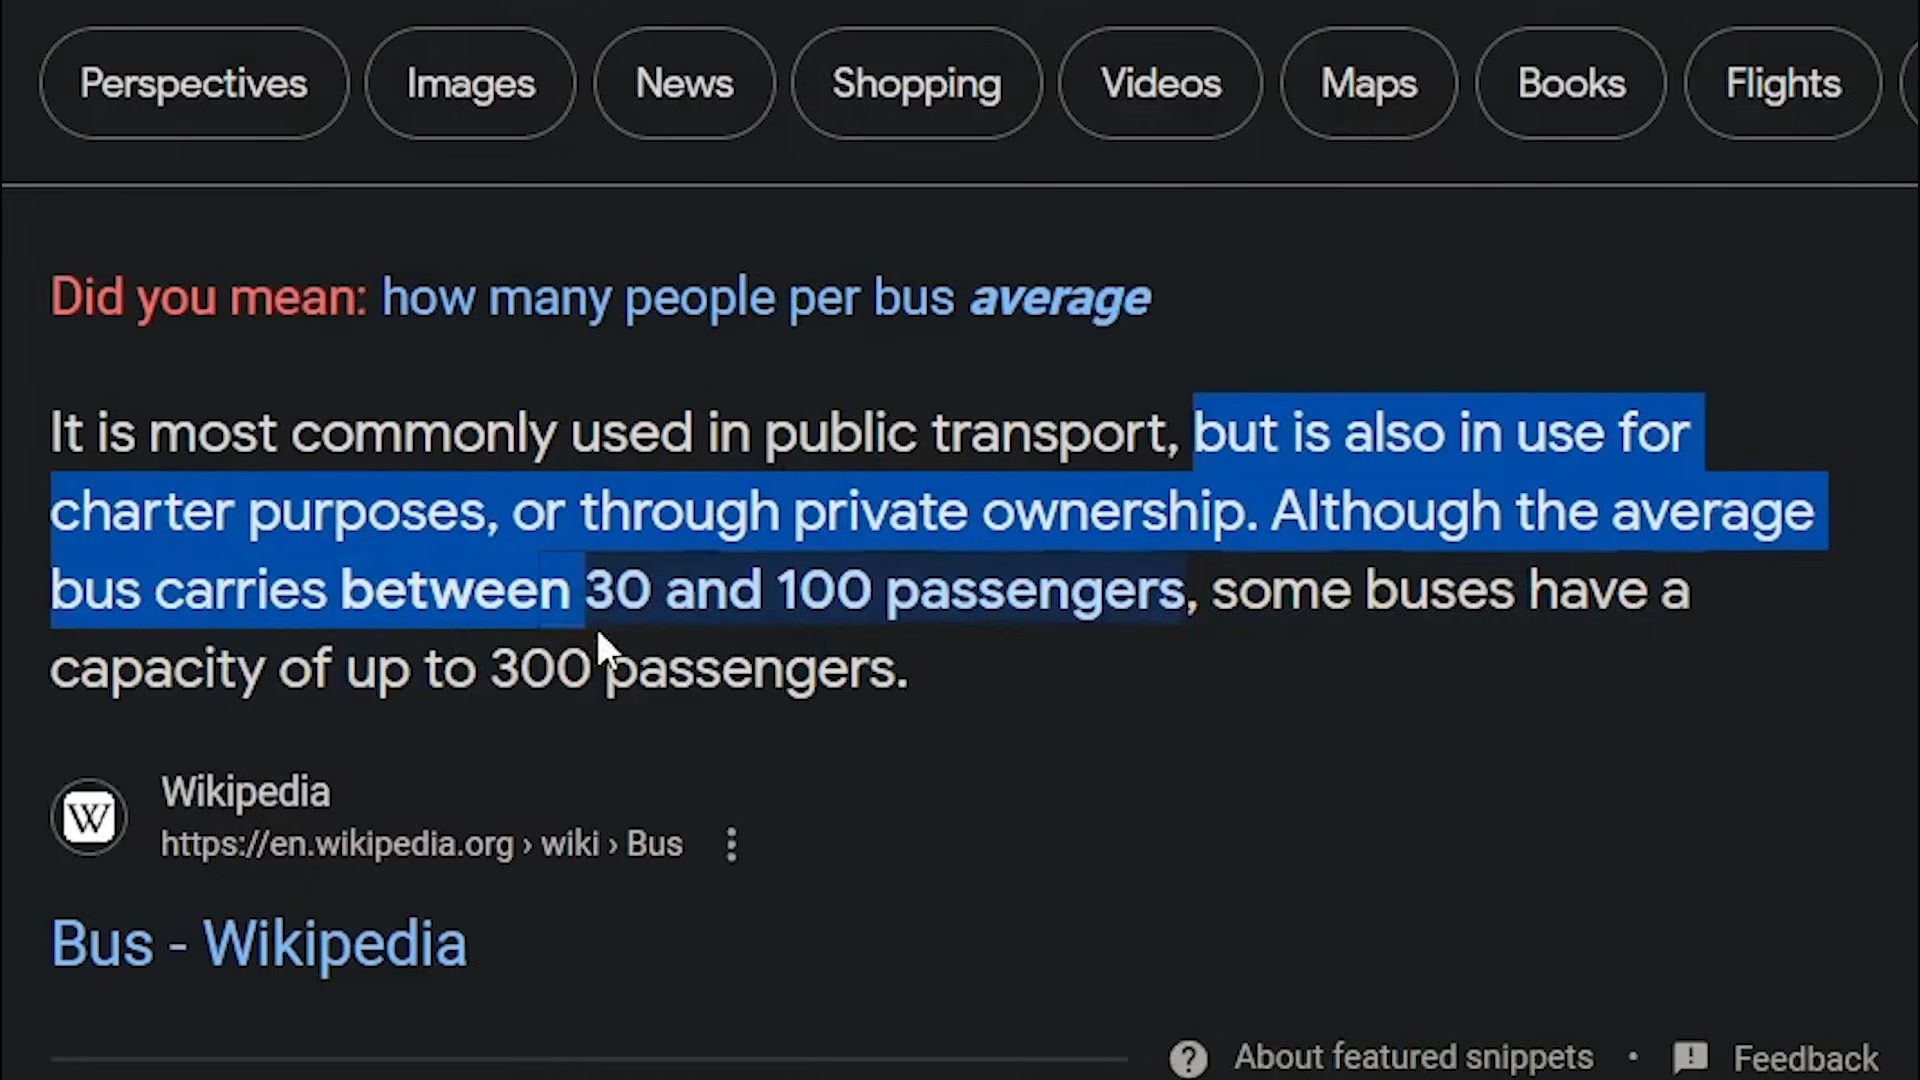 Perspectives Images News Shopping Videos Maps Books Flights
Did you mean: how many people per bus average
It is most commonly used in public transport, but is also in use for
charter purposes, or through private ownership. Although the average
bus carries between 30 and 100 passengers, some buses have a
capacity of up to 300 passengers.
W
Wikipedia
https://en.wikipedia.org › wiki › Bus
Bus - Wikipedia
About featured snippets • Feedback